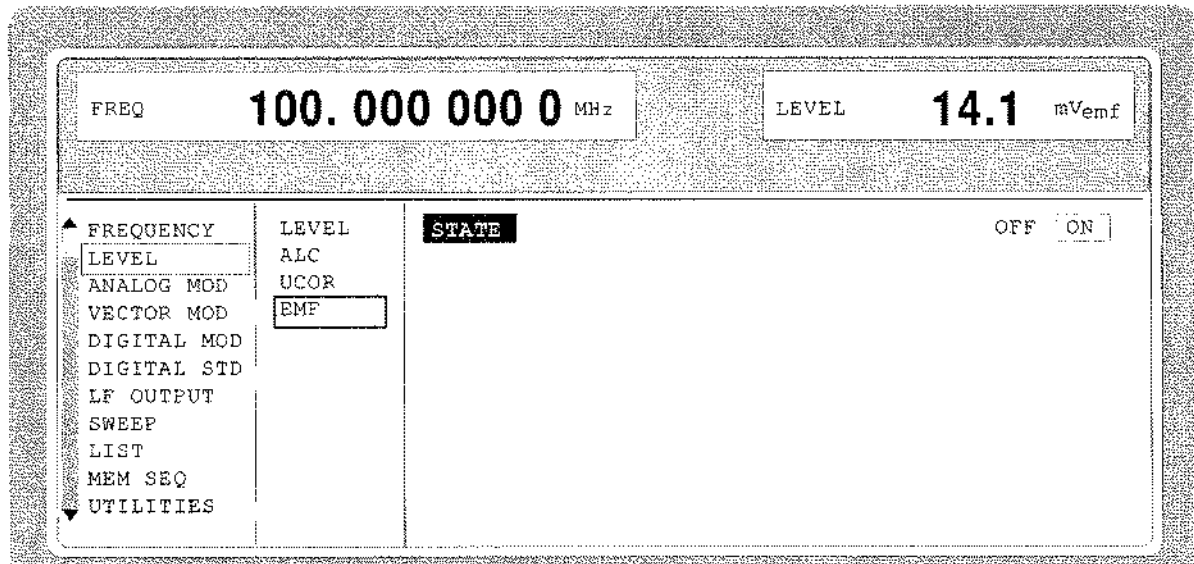 FREQ 100. 000 000 0 MHz LEVEL 14.1 mVemf
FREQUENCY
LEVEL
ANALOG MOD
VECTOR MOD
DIGITAL MOD
DIGITAL STD
LF OUTPUT
SWEEP
LIST
MEM SEQ
UTILITIES
LEVEL
ALC
UCOR
EMF
STATE OFF ON